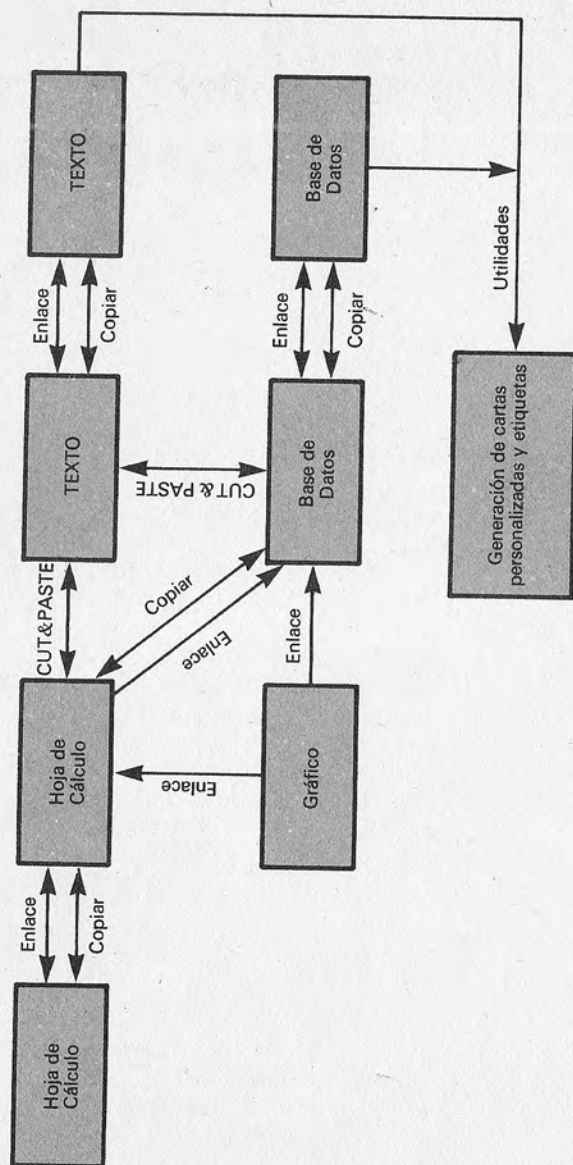 Hoja de
Cálculo
Enlace
Copiar
Hoja de
Cálculo
CUT.&PASTE
TEXTO
Enlace
Copiar
TEXTO
Enlace
Copiar
Enlace
CUT & PASTE
Gráfico
Enlace
Base de
Datos
Enlace
Copiar
Base de
Datos
Generación de cartas
personalizadas y etiquetas
Utilidades